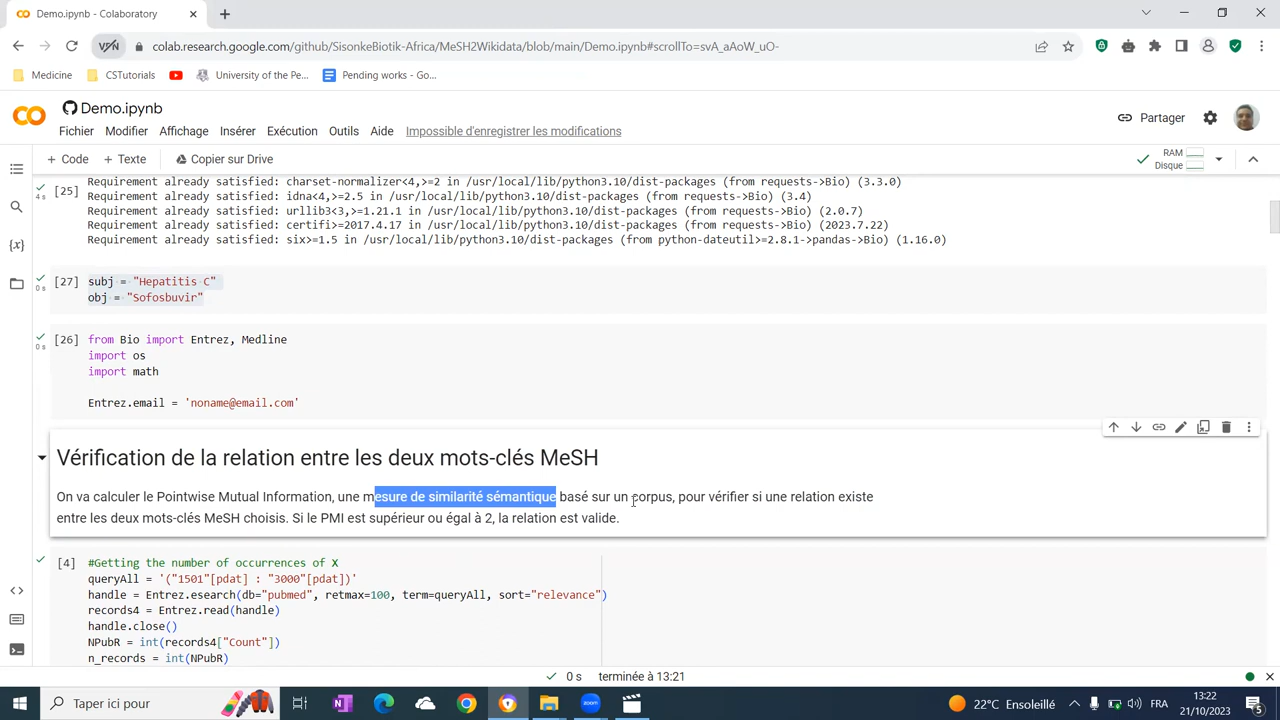 Demo.ipynb - Colaboratory
VPN
colab.research.google.com/github/SisonkeBiotik-Africa/MeSH2Wikidata/blob/main/Demo.ipynb#scrollTo=svA_aAoW_uO-
Medicine
CSTutorials
University of the Pe...
Pending works - Go...
Demo.ipynb
Partager
Fichier
Modifier
Affichage
Insérer
Exécution
Outils
Aide
Impossible d'enregistrer les modifications
+ Code
+ Texte
Copier sur Drive
RAM
Disque
[25]
4 s
Requirement already satisfied: charset-normalizer<4,>=2 in /usr/local/lib/python3.10/dist-packages (from requests->Bio) (3.3.0)
Requirement already satisfied: idna<4,>=2.5 in /usr/local/lib/python3.10/dist-packages (from requests->Bio) (3.4)
Requirement already satisfied: urllib3<3,>=1.21.1 in /usr/local/lib/python3.10/dist-packages (from requests->Bio) (2.0.7)
Requirement already satisfied: certifi>=2017.4.17 in /usr/local/lib/python3.10/dist-packages (from requests->Bio) (2023.7.22)
Requirement already satisfied: six>=1.5 in /usr/local/lib/python3.10/dist-packages (from python-dateutil>=2.8.1->pandas->Bio) (1.16.0)
[27]
0 s
subj = "Hepatitis C"
obj = "Sofosbuvir"
[26]
0 s
from Bio import Entrez, Medline
import os
import math
Entrez.email = 'noname@email.com'
Vérification de la relation entre les deux mots-clés MeSH
On va calculer le Pointwise Mutual Information, une mesure de similarité sémantique basé sur un corpus, pour vérifier si une relation existe
entre les deux mots-clés MeSH choisis. Si le PMI est supérieur ou égal à 2, la relation est valide.
[4]
#Getting the number of occurrences of X
queryAll = '("1501"[pdat] : "3000"[pdat])'
handle = Entrez.esearch(db="pubmed", retmax=100, term=queryAll, sort="relevance")
records4 = Entrez.read(handle)
handle.close()
NPubR = int(records4["Count"])
n_records = int(NPubR)
0 s
terminée à 13:21
Taper ici pour
zoom
22°C Ensoleillé
FRA
13:22
21/10/2023
5